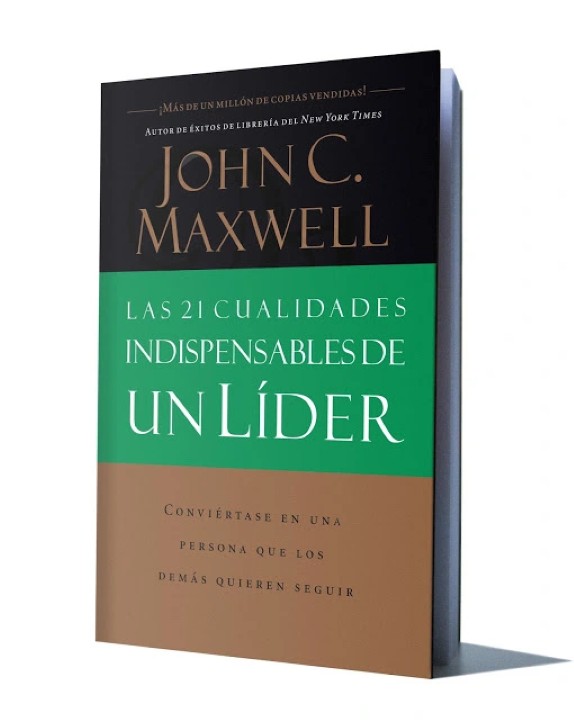 ¡Más de un millón de copias vendidas!
Autor de éxitos de librería del New York Times
John C.
Maxwell
Las 21 Cualidades
Indispensables de
un Líder
Conviértase en una
persona que los
demás quieren seguir